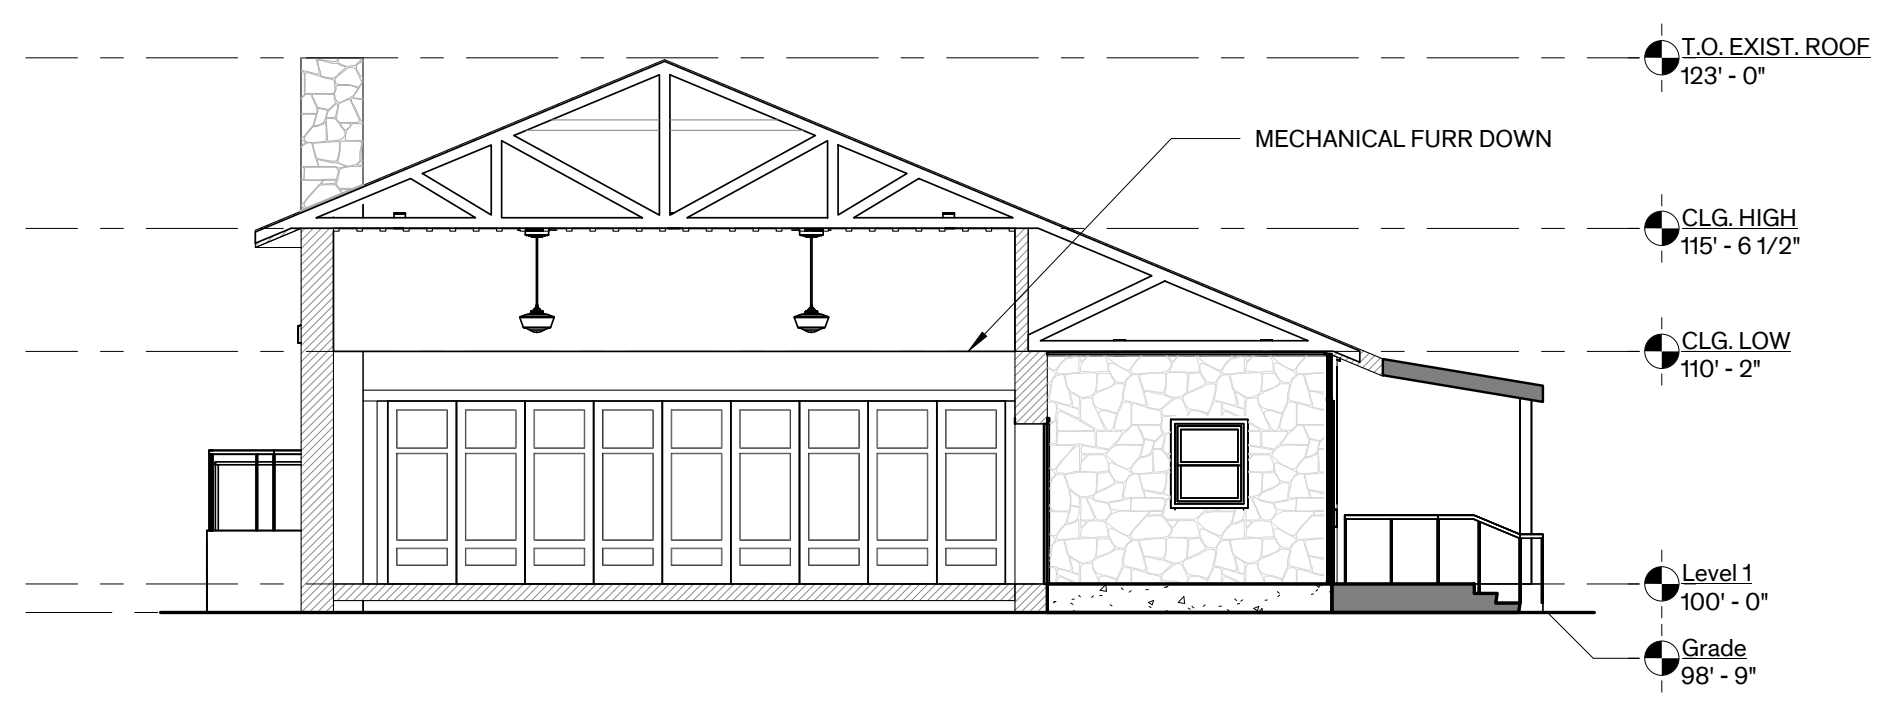 T.O. EXIST. ROOF
123' - 0"
MECHANICAL FURR DOWN
CLG. HIGH
115' - 6 1/2"
CLG. LOW
110' - 2"
Level 1
100' - 0"
Grade
98' - 9"